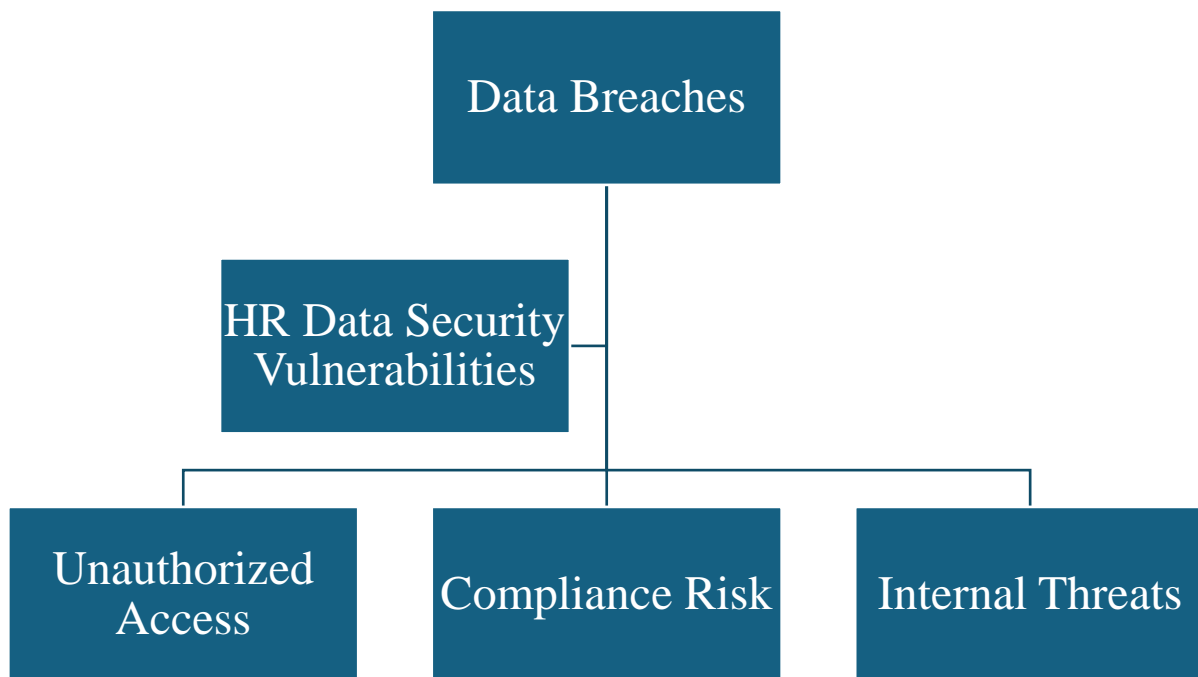 Data Breaches
HR Data Security
Vulnerabilities
Unauthorized
Access
Compliance Risk
Internal Threats